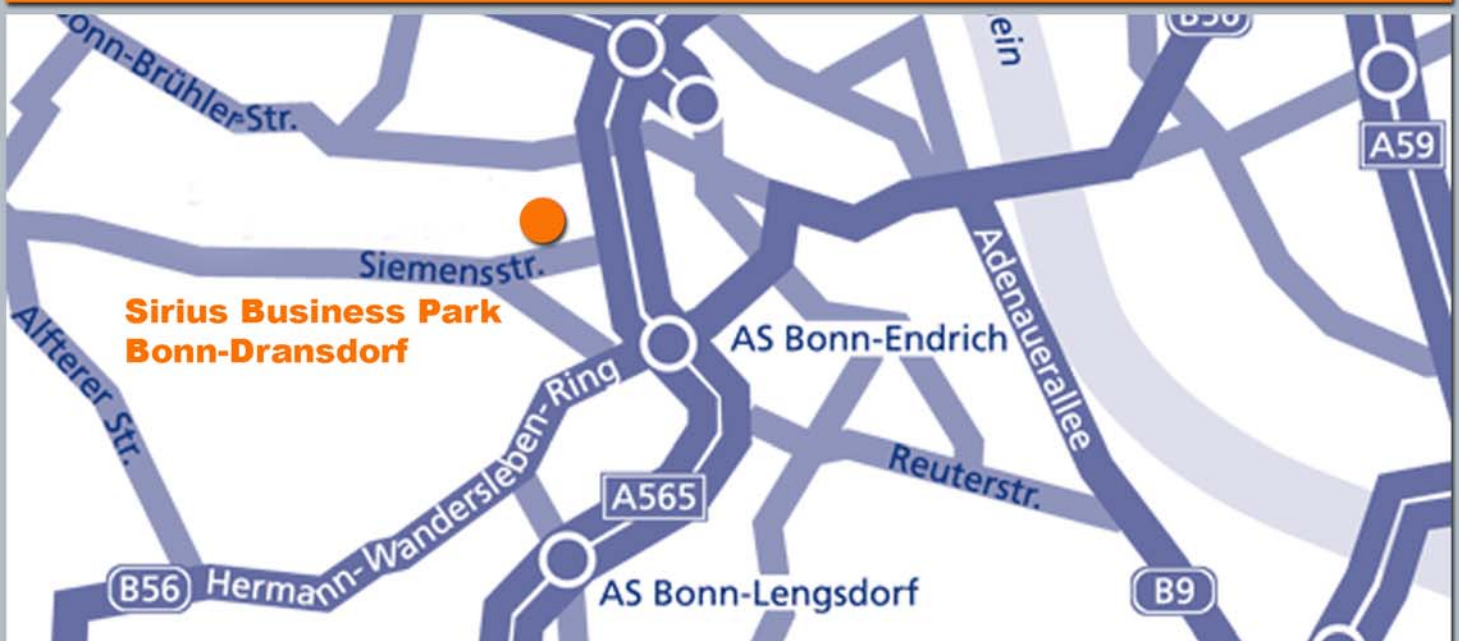 onn-Brühler-Str.
ein
B56
A59
Siemensstr.
Sirius Business Park
Bonn-Dransdorf
Alfterer Str.
AS Bonn-Endrich
Adenauerallee
Hermann-Wandersleben-Ring
Reuterstr.
A565
B56
AS Bonn-Lengsdorf
B9